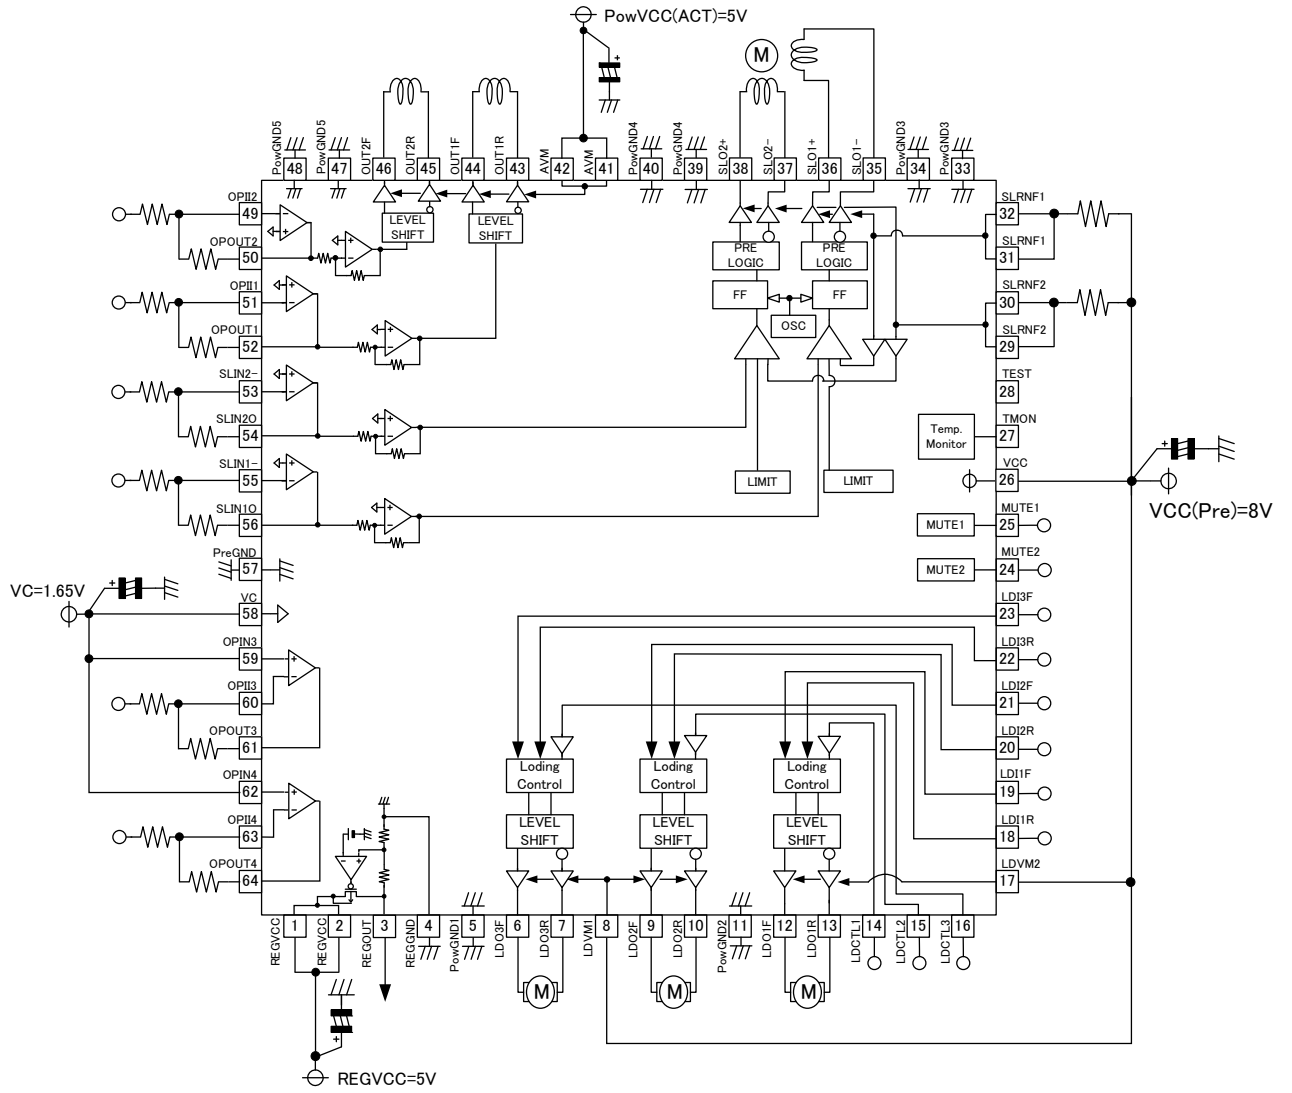 PowVCC(ACT)=5V
M
PowGND5
PowGND5
OUT2F
OUT2R
OUT1F
OUT1R
AVM
AVM
PowGND4
PowGND4
SLO2+
SLO2-
SLO1+
SLO1-
PowGND3
PowGND3
48
47
46
45
44
43
42
41
40
39
38
37
36
35
34
33
OPII2
49
OPOUT2
50
OPII1
51
OPOUT1
52
SLIN2-
53
SLIN2O
54
SLIN1-
55
SLIN1O
56
PreGND
57
VC=1.65V
VC
58
OPIN3
59
OPII3
60
OPOUT3
61
OPIN4
62
OPII4
63
OPOUT4
64
LEVEL
SHIFT
LEVEL
SHIFT
PRE
LOGIC
PRE
LOGIC
FF
FF
OSC
LIMIT
LIMIT
SLRNF1
32
SLRNF1
31
SLRNF2
30
SLRNF2
29
TEST
28
Temp.
Monitor
TMON
27
VCC
26
VCC(Pre)=8V
MUTE1
MUTE1
25
MUTE2
MUTE2
24
LDI3F
23
LDI3R
22
LDI2F
21
LDI2R
20
LDI1F
19
LDI1R
18
LDVM2
17
Loding
Control
Loding
Control
Loding
Control
LEVEL
SHIFT
LEVEL
SHIFT
LEVEL
SHIFT
1
2
3
4
5
6
7
8
9
10
11
12
13
14
15
16
REGVCC
REGVCC
REGOUT
REGGND
PowGND1
LDO3F
LDO3R
LDVM1
LDO2F
LDO2R
PowGND2
LDO1F
LDO1R
LDCTL1
LDCTL2
LDCTL3
M
M
M
REGVCC=5V